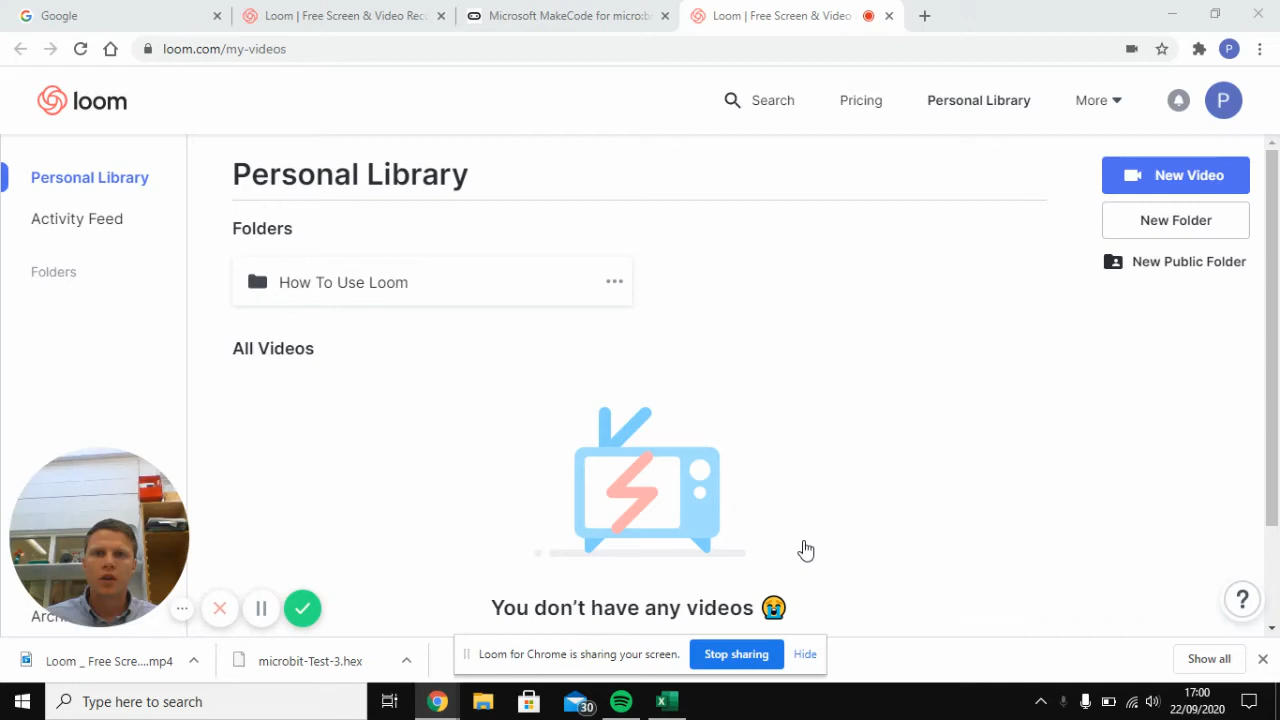 Google
Loom | Free Screen & Video Rec
Microsoft MakeCode for micro:b
Loom | Free Screen & Video
loom.com/my-videos
P
loom
Search
Pricing
Personal Library
More
P
Personal Library
Activity Feed
Folders
Personal Library
Folders
How To Use Loom
All Videos
You don't have any videos 😭
New Video
New Folder
New Public Folder
?
Loom for Chrome is sharing your screen.
Stop sharing
Hide
Loom _ Free Scre....mp4
microbit-Test-3.hex
Show all
Type here to search
30
17:00
22/09/2020